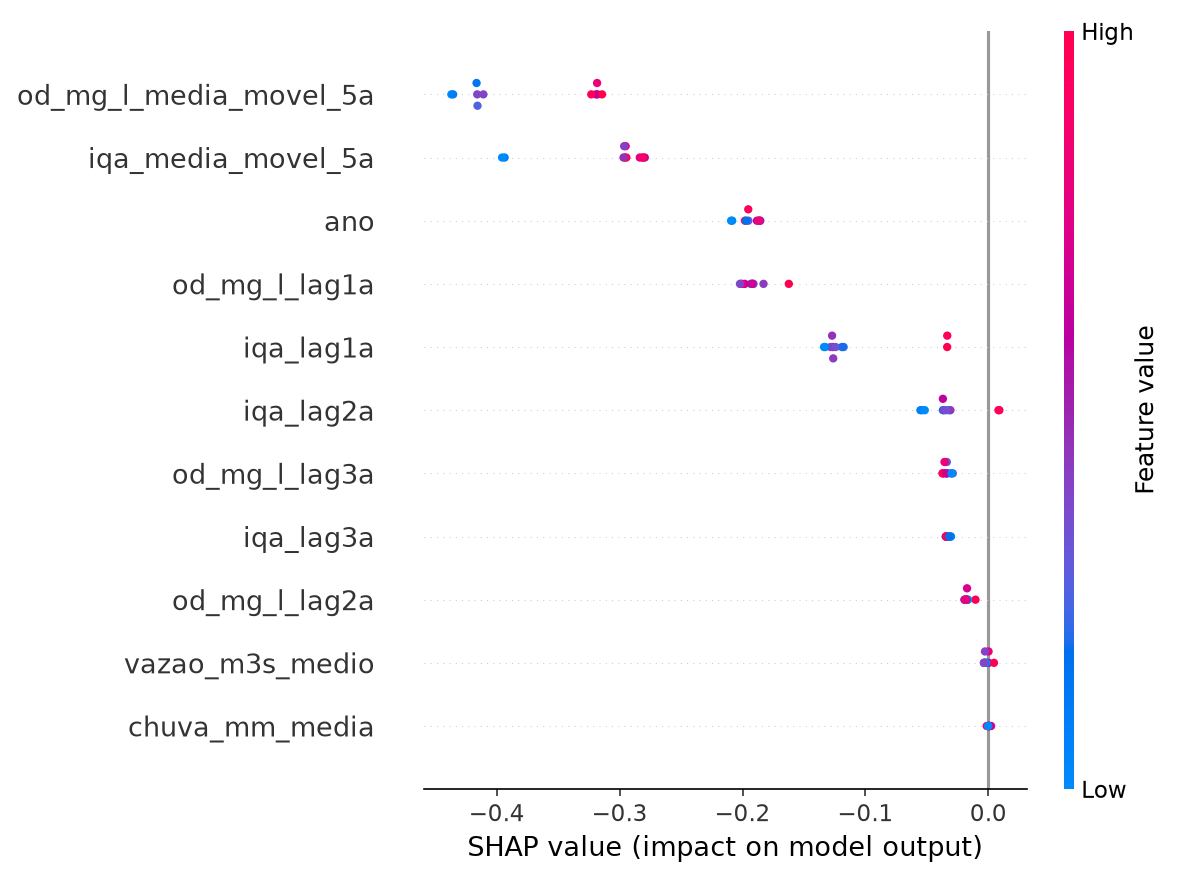 High
od_mg_l_media_movel_5a
iqa_media_movel_5a
ano
od_mg_l_lag1a
iqa_lag1a
iqa_lag2a
od_mg_l_lag3a
iqa_lag3a
od_mg_l_lag2a
vazao_m3s_medio
chuva_mm_media
Feature value
Low
−0.4 −0.3 −0.2 −0.1 0.0
SHAP value (impact on model output)